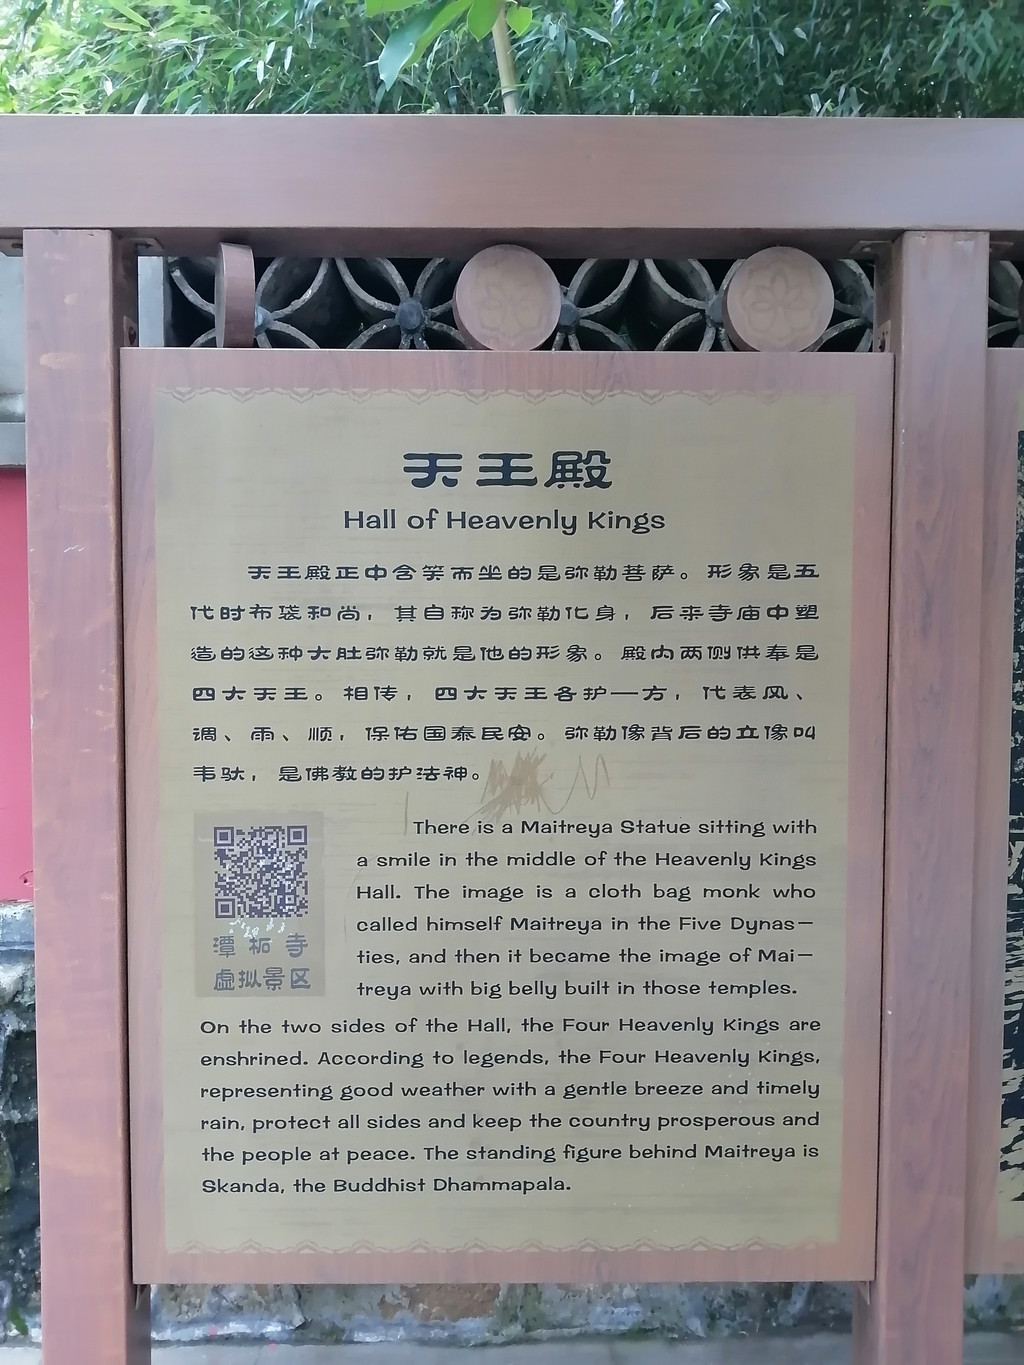 天王殿
Hall of Heavenly Kings
天王殿正中含笑而坐的是弥勒菩萨。形象是五
代时布袋和尚，其自称为弥勒化身，后来寺庙中塑
造的这种大肚弥勒就是他的形象。殿内两侧供奉是
四大天王。相传，四大天王各护一方，代表风、
调、雨、顺，保佑国泰民安。弥勒像背后的立像叫
韦驮，是佛教的护法神。
There is a Maitreya Statue sitting with
a smile in the middle of the Heavenly Kings
Hall. The image is a cloth bag monk who
called himself Maitreya in the Five Dynas-
ties, and then it became the image of Mai-
treya with big belly built in those temples.
潭柘寺
虚拟景区
On the two sides of the Hall, the Four Heavenly Kings are
enshrined. According to legends, the Four Heavenly Kings,
representing good weather with a gentle breeze and timely
rain, protect all sides and keep the country prosperous and
the people at peace. The standing figure behind Maitreya is
Skanda, the Buddhist Dhammapala.